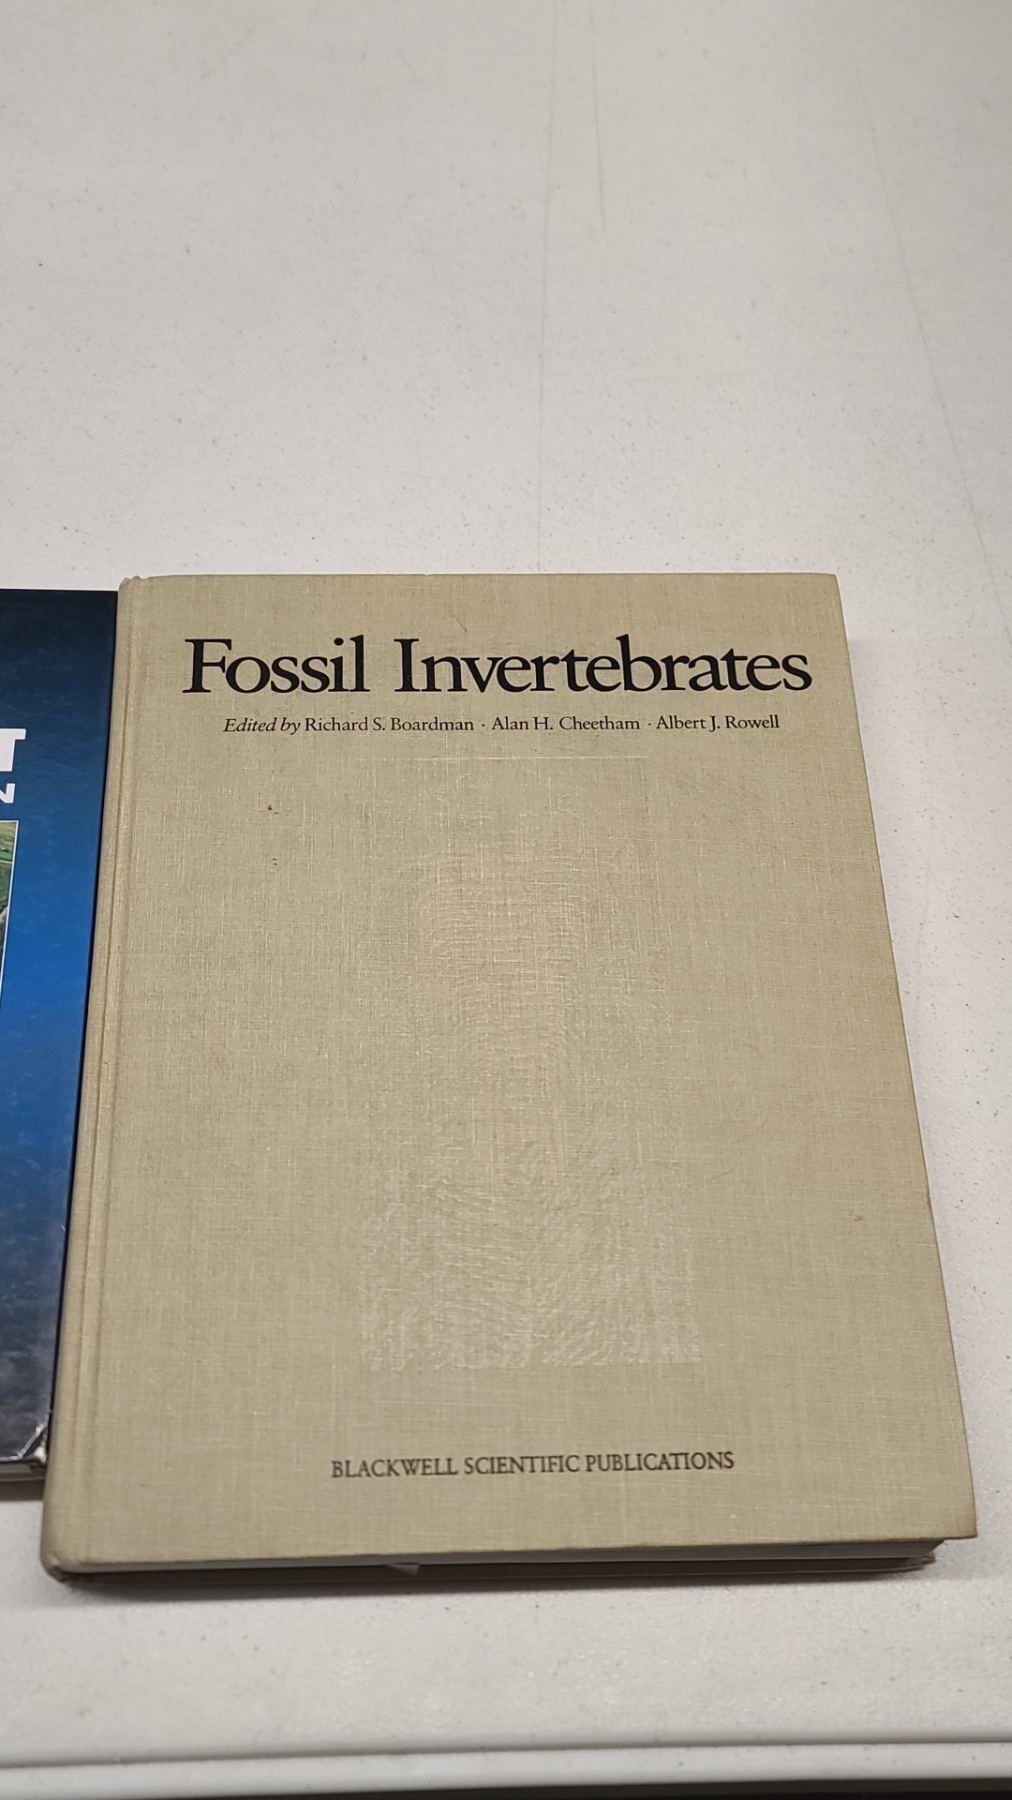 Fossil Invertebrates
Edited by Richard S. Boardman · Alan H. Cheetham · Albert J. Rowell
BLACKWELL SCIENTIFIC PUBLICATIONS